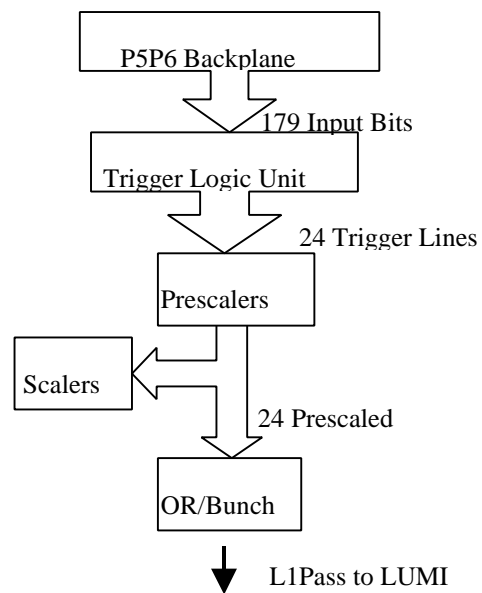 P5P6 Backplane
179 Input Bits
Trigger Logic Unit
24 Trigger Lines
Prescalers
Scalers
24 Prescaled
OR/Bunch
L1Pass to LUMI